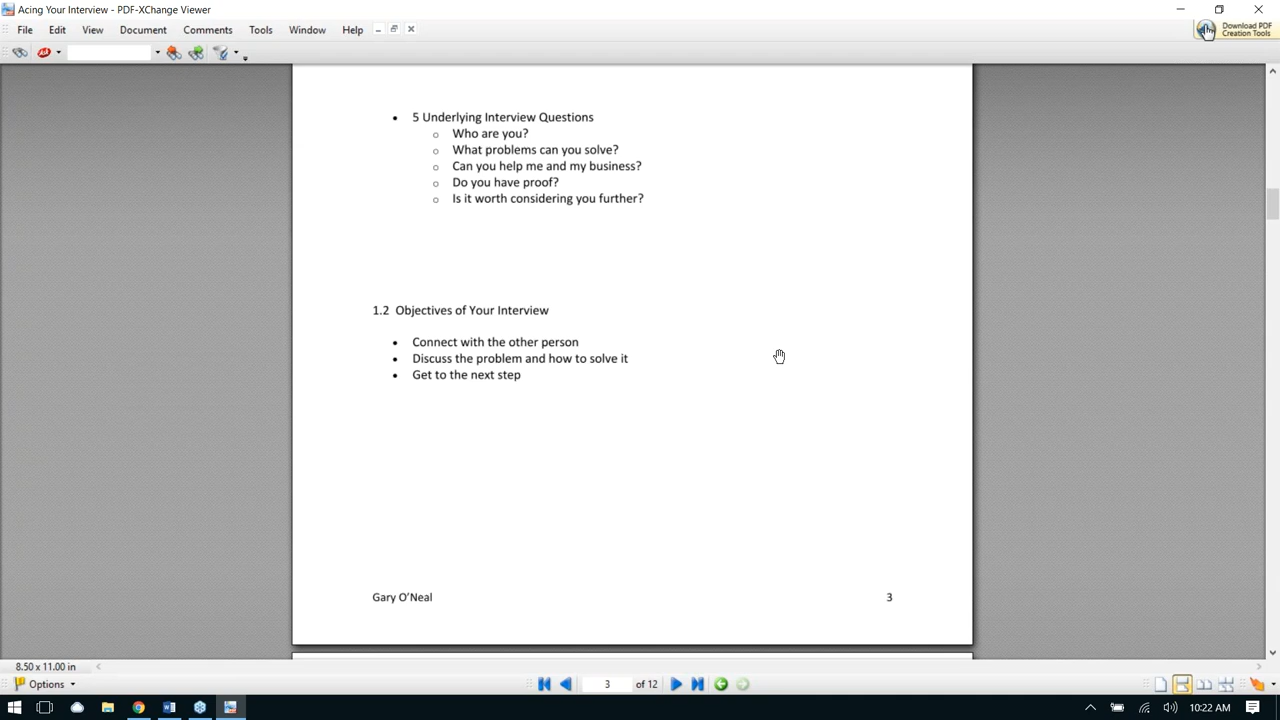 Acing Your Interview - PDF-XChange Viewer
File Edit View Document Comments Tools Window Help
Download PDF
Creation Tools
• 5 Underlying Interview Questions
o Who are you?
o What problems can you solve?
o Can you help me and my business?
o Do you have proof?
o Is it worth considering you further?
1.2 Objectives of Your Interview
• Connect with the other person
• Discuss the problem and how to solve it
• Get to the next step
Gary O'Neal 3
8.50 x 11.00 in
Options 3 of 12
10:22 AM